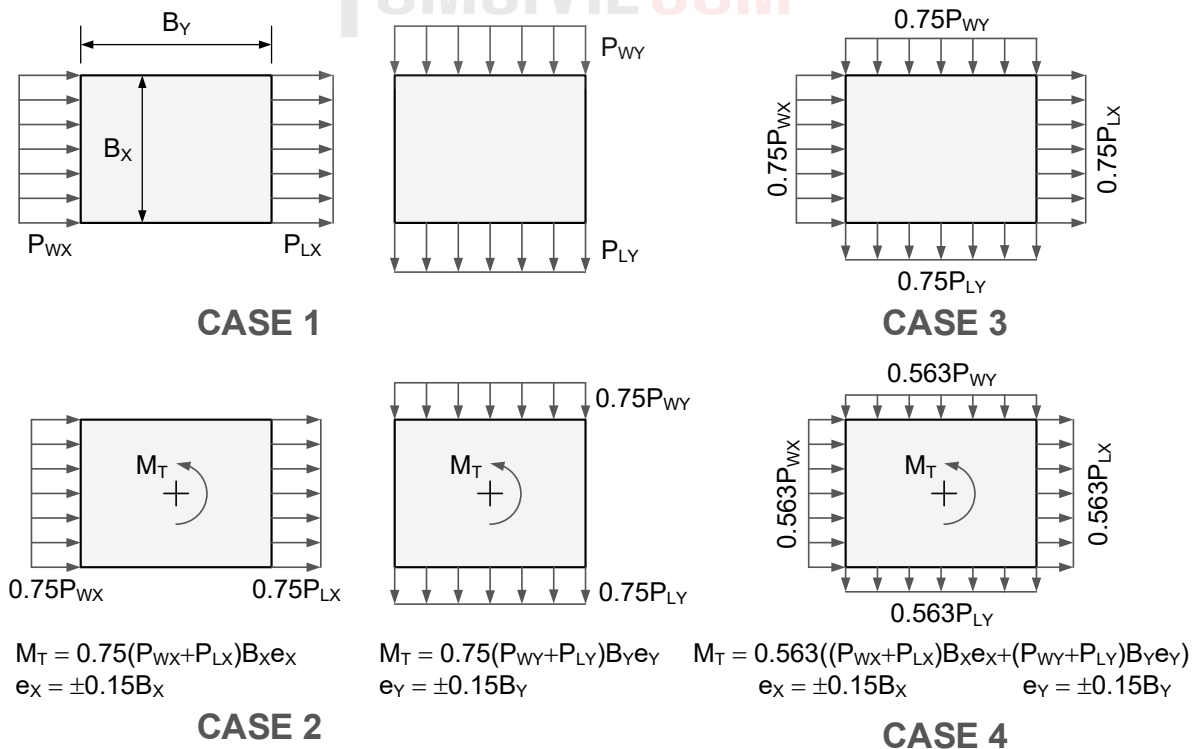 B_Y
B_X
P_WX
P_LX
P_WY
P_LY
CASE 1
0.75P_WY
0.75P_WX
0.75P_LX
0.75P_LY
CASE 3
M_T
0.75P_WX
0.75P_LX
M_T = 0.75(P_WX+P_LX)B_Xe_X
e_X = ±0.15B_X
0.75P_WY
M_T
0.75P_LY
M_T = 0.75(P_WY+P_LY)B_Ye_Y
e_Y = ±0.15B_Y
CASE 2
0.563P_WY
0.563P_WX
M_T
0.563P_LX
0.563P_LY
M_T = 0.563((P_WX+P_LX)B_Xe_X+(P_WY+P_LY)B_Ye_Y)
e_X = ±0.15B_X e_Y = ±0.15B_Y
CASE 4